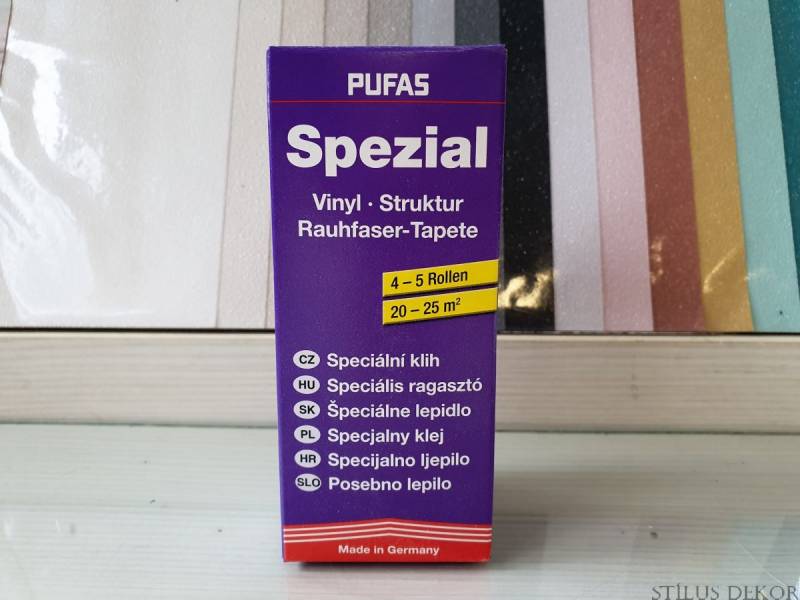 PUFAS
Spezial
Vinyl · Struktur
Rauhfaser-Tapete
4 – 5 Rollen
20 – 25 m²
CZ Speciální klih
HU Speciális ragasztó
SK Špeciálne lepidlo
PL Specjalny klej
HR Specijalno ljepilo
SLO Posebno lepilo
Made in Germany
STÍLUS DEKOR